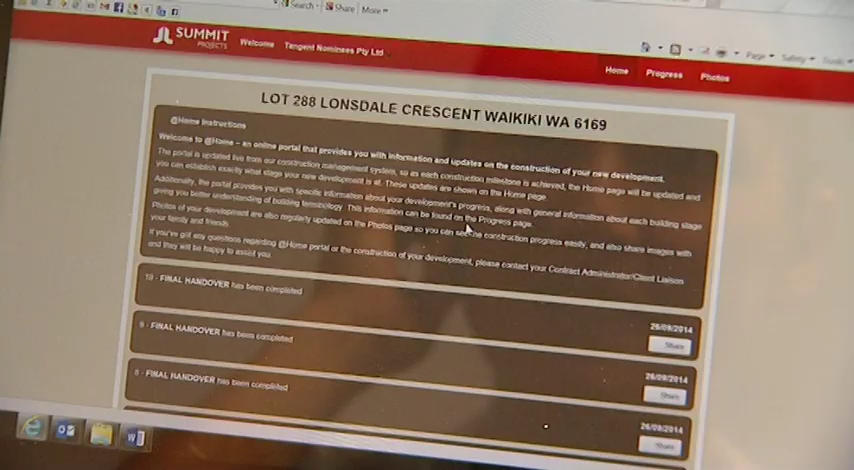 Search
Share
More
SUMMIT
PROJECTS
Welcome Tangent Nominees Pty Ltd
Page Safety Tools
Home Progress Photos
LOT 288 LONSDALE CRESCENT WAIKIKI WA 6169
@Home Instructions
Welcome to @Home – an online portal that provides you with information and updates on the construction of your new development.
The portal is updated live from our construction management system, so as each construction milestone is achieved, the Home page will be updated and
you can establish exactly what stage your new development is at. These updates are shown on the Home page.
Additionally, the portal provides you with specific information about your development's progress, along with general information about each building stage
giving you better understanding of building terminology. This information can be found on the Progress page.
Photos of your development are also regularly updated on the Photos page so you can see the construction progress easily, and also share images with
your family and friends.
If you've got any questions regarding @Home portal or the construction of your development, please contact your Contract Administrator/Client Liaison
and they will be happy to assist you.
19 - FINAL HANDOVER has been completed
26/09/2014
Share
9 - FINAL HANDOVER has been completed
26/09/2014
Share
8 - FINAL HANDOVER has been completed
26/09/2014
Share